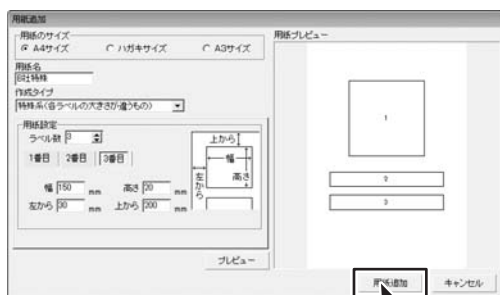 用紙追加
用紙のサイズ
A4サイズ ハガキサイズ A3サイズ
用紙名
作成タイプ
特殊系(各ラベルの大きさが違うもの)
用紙設定
ラベル数 3
1番目 2番目 3番目
幅 150 mm 高さ 20 mm
左から 30 mm 上から 200 mm
上から
幅
高さ
左から
プレビュー
用紙プレビュー
1
2
3
用紙追加 キャンセル